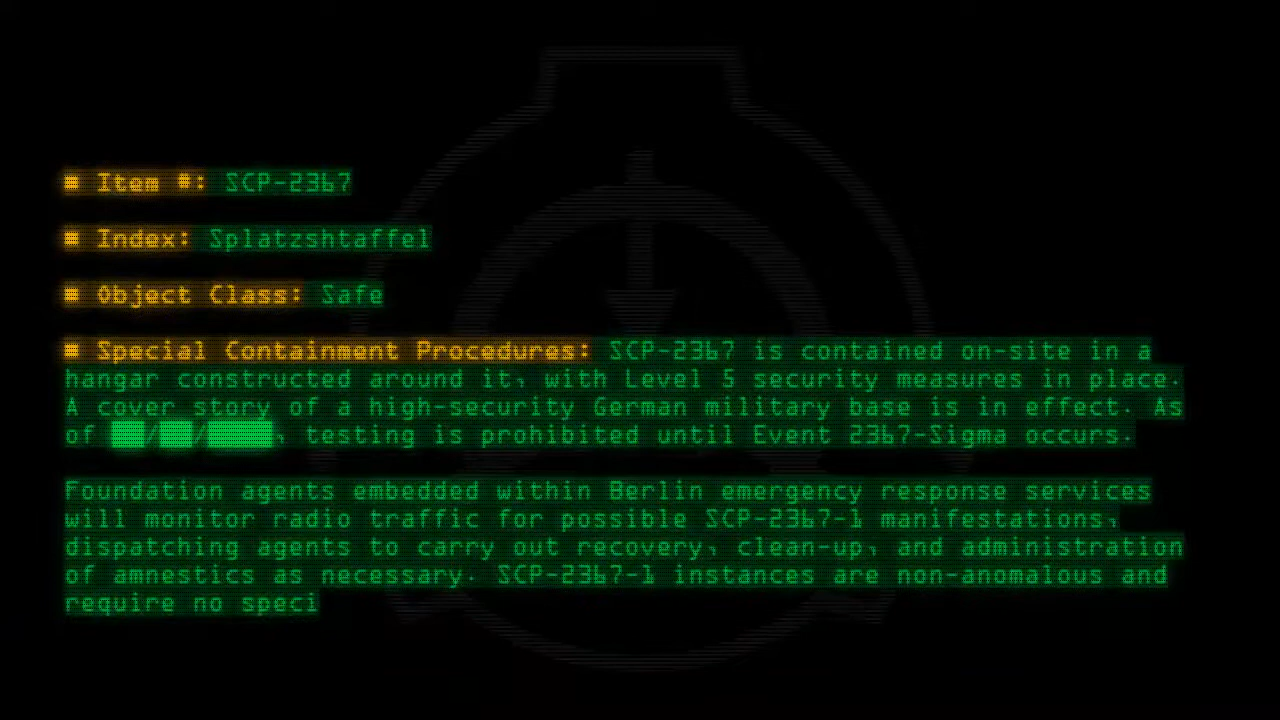 ■ Item #: SCP-2367
■ Index: Splatzshtaffel
■ Object Class: Safe
■ Special Containment Procedures: SCP-2367 is contained on-site in a
hangar constructed around it, with Level 5 security measures in place.
A cover story of a high-security German military base is in effect. As
of ██/██/████, testing is prohibited until Event 2367-Sigma occurs.
Foundation agents embedded within Berlin emergency response services
will monitor radio traffic for possible SCP-2367-1 manifestations,
dispatching agents to carry out recovery, clean-up, and administration
of amnestics as necessary. SCP-2367-1 instances are non-anomalous and
require no speci